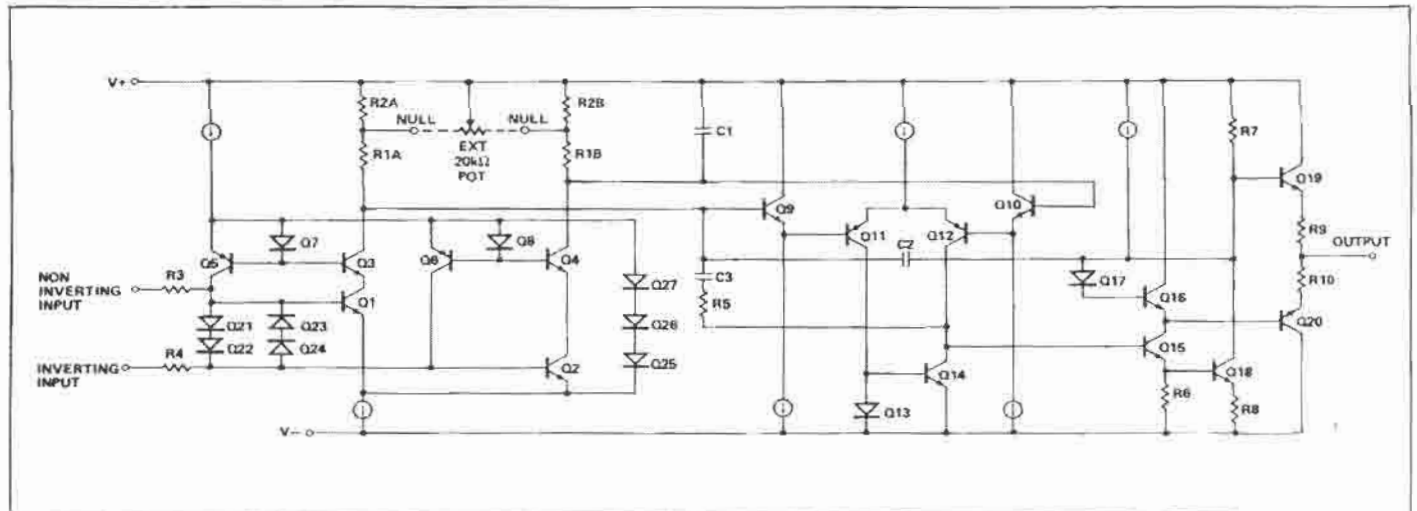 V+
R2A
R2B
NULL
NULL
EXT
20kΩ
POT
R1A
R1B
C1
R7
Q9
Q10
Q19
Q11
Q12
R9
OUTPUT
Q7
Q8
Q5
Q3
Q6
Q4
C2
R10
NON
INVERTING
INPUT
R3
Q1
Q27
C3
R5
Q17
Q16
Q20
Q21
Q23
Q26
Q15
Q22
Q24
Q25
INVERTING
INPUT
R4
Q2
Q14
Q18
Q13
R6
R8
V−